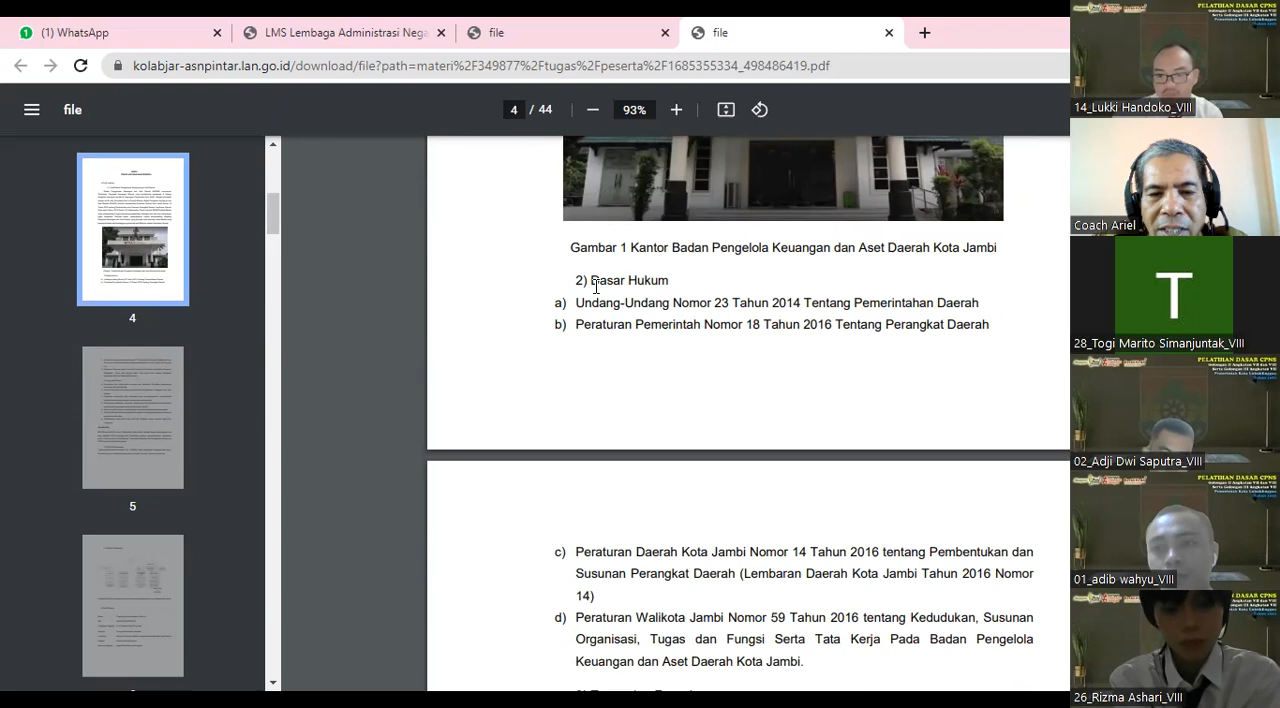 (1) WhatsApp
LMS Lembaga Administrasi Nega
file
file
kolabjar-asnpintar.lan.go.id/download/file?path=materi%2F349877%2Ftugas%2Fpeserta%2F1685355334_498486419.pdf
file
4 / 44
93%
4
5
Gambar 1 Kantor Badan Pengelola Keuangan dan Aset Daerah Kota Jambi
2) Dasar Hukum
a) Undang-Undang Nomor 23 Tahun 2014 Tentang Pemerintahan Daerah
b) Peraturan Pemerintah Nomor 18 Tahun 2016 Tentang Perangkat Daerah
c) Peraturan Daerah Kota Jambi Nomor 14 Tahun 2016 tentang Pembentukan dan
Susunan Perangkat Daerah (Lembaran Daerah Kota Jambi Tahun 2016 Nomor
14)
d) Peraturan Walikota Jambi Nomor 59 Tahun 2016 tentang Kedudukan, Susunan
Organisasi, Tugas dan Fungsi Serta Tata Kerja Pada Badan Pengelola
Keuangan dan Aset Daerah Kota Jambi.
PELATIHAN DASAR CPNS
14_Lukki Handoko_VIII
Coach Ariel
T
28_Togi Marito Simanjuntak_VIII
PELATIHAN DASAR CPNS
02_Adji Dwi Saputra_VIII
PELATIHAN DASAR CPNS
01_adib wahyu_VIII
26_Rizma Ashari_VIII